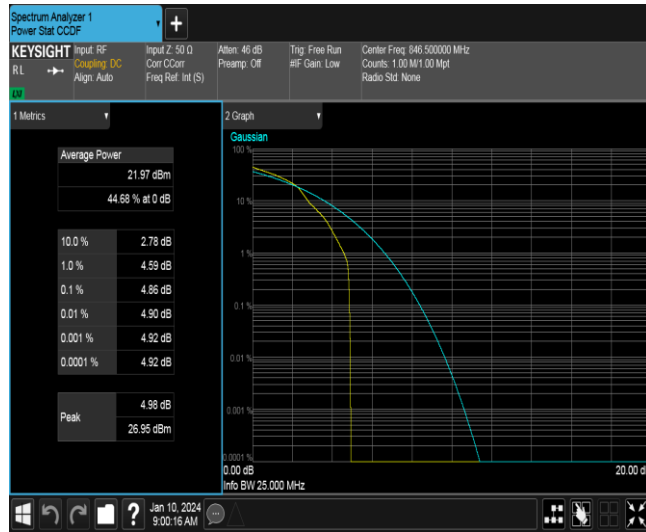 Spectrum Analyzer 1
Power Stat CCDF
+
KEYSIGHT
RL
LXI
Input: RF
Coupling: DC
Align: Auto
Input Z: 50 Ω
Corr CCorr
Freq Ref: Int (S)
Atten: 46 dB
Preamp: Off
Trig: Free Run
#IF Gain: Low
Center Freq: 846.500000 MHz
Counts: 1.00 M/1.00 Mpt
Radio Std: None
1 Metrics
Average Power
21.97 dBm
44.68 % at 0 dB
10.0 % 2.78 dB
1.0 % 4.59 dB
0.1 % 4.86 dB
0.01 % 4.90 dB
0.001 % 4.92 dB
0.0001 % 4.92 dB
Peak
4.98 dB
26.95 dBm
2 Graph
Gaussian
100 %
10 %
1 %
0.1 %
0.01 %
0.001 %
0.0001 %
0.00 dB
20.00 dB
Info BW 25.000 MHz
?
Jan 10, 2024
9:00:16 AM